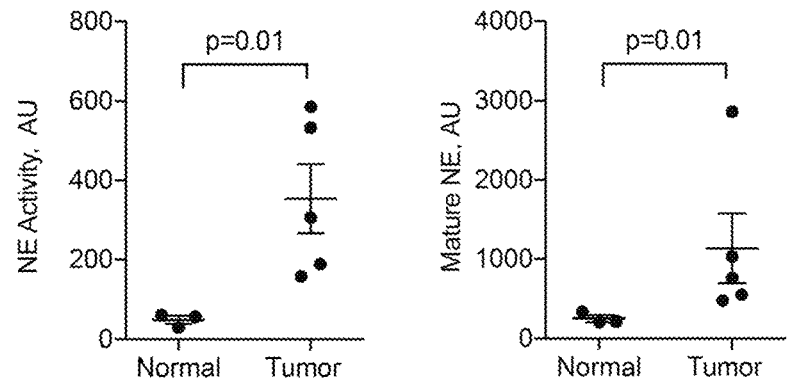 NE Activity, AU
800
600
400
200
0
p=0.01
Normal Tumor
Mature NE, AU
4000
3000
2000
1000
0
p=0.01
Normal Tumor